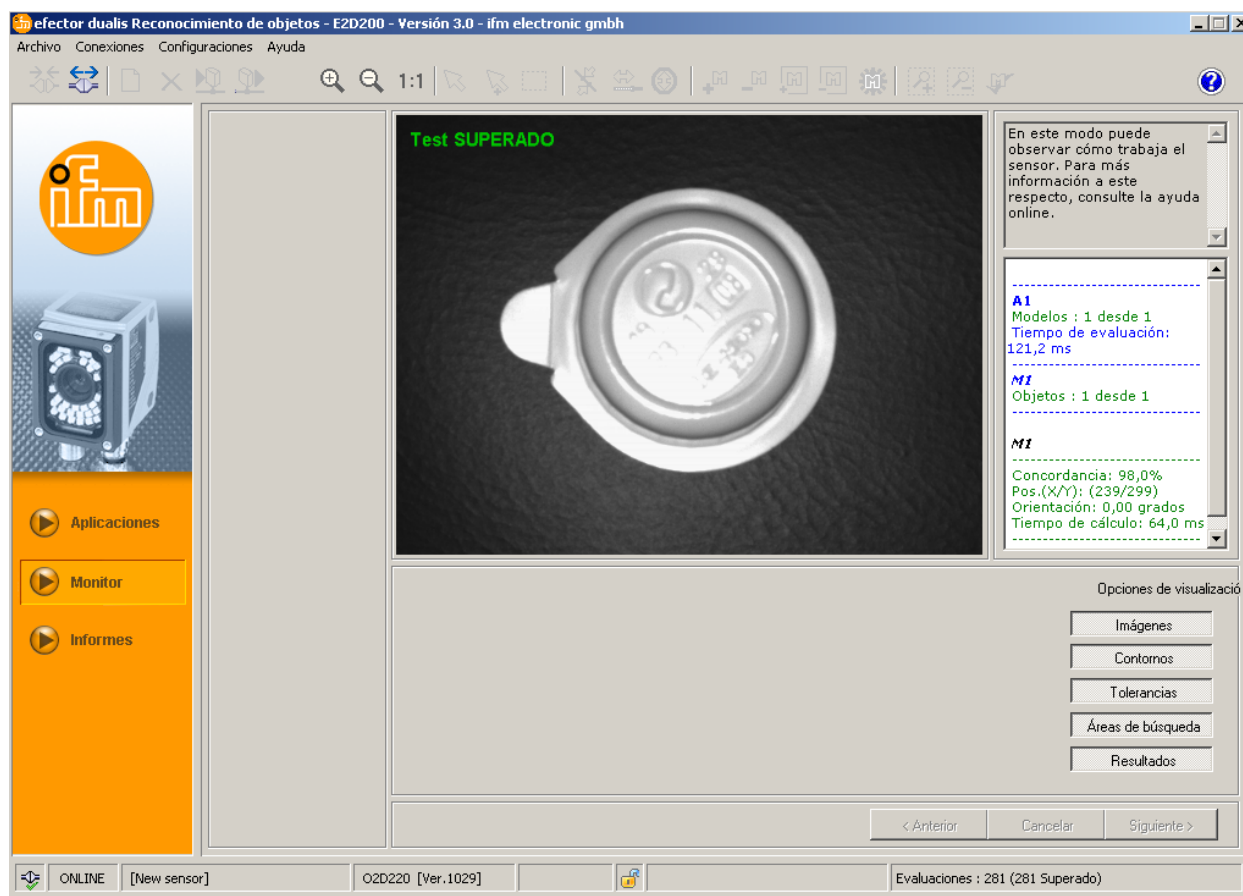 efector dualis Reconocimiento de objetos - E2D200 - Versión 3.0 - ifm electronic gmbh
Archivo Conexiones Configuraciones Ayuda
1:1
ifm
Aplicaciones
Monitor
Informes
Test SUPERADO
En este modo puede
observar cómo trabaja el
sensor. Para más
información a este
respecto, consulte la ayuda
online.
A1
Modelos : 1 desde 1
Tiempo de evaluación:
121,2 ms
M1
Objetos : 1 desde 1
M1
Concordancia: 98,0%
Pos.(X/Y): (239/299)
Orientación: 0,00 grados
Tiempo de cálculo: 64,0 ms
Opciones de visualizació
Imágenes
Contornos
Tolerancias
Áreas de búsqueda
Resultados
< Anterior Cancelar Siguiente >
ONLINE [New sensor] O2D220 [Ver.1029] Evaluaciones : 281 (281 Superado)